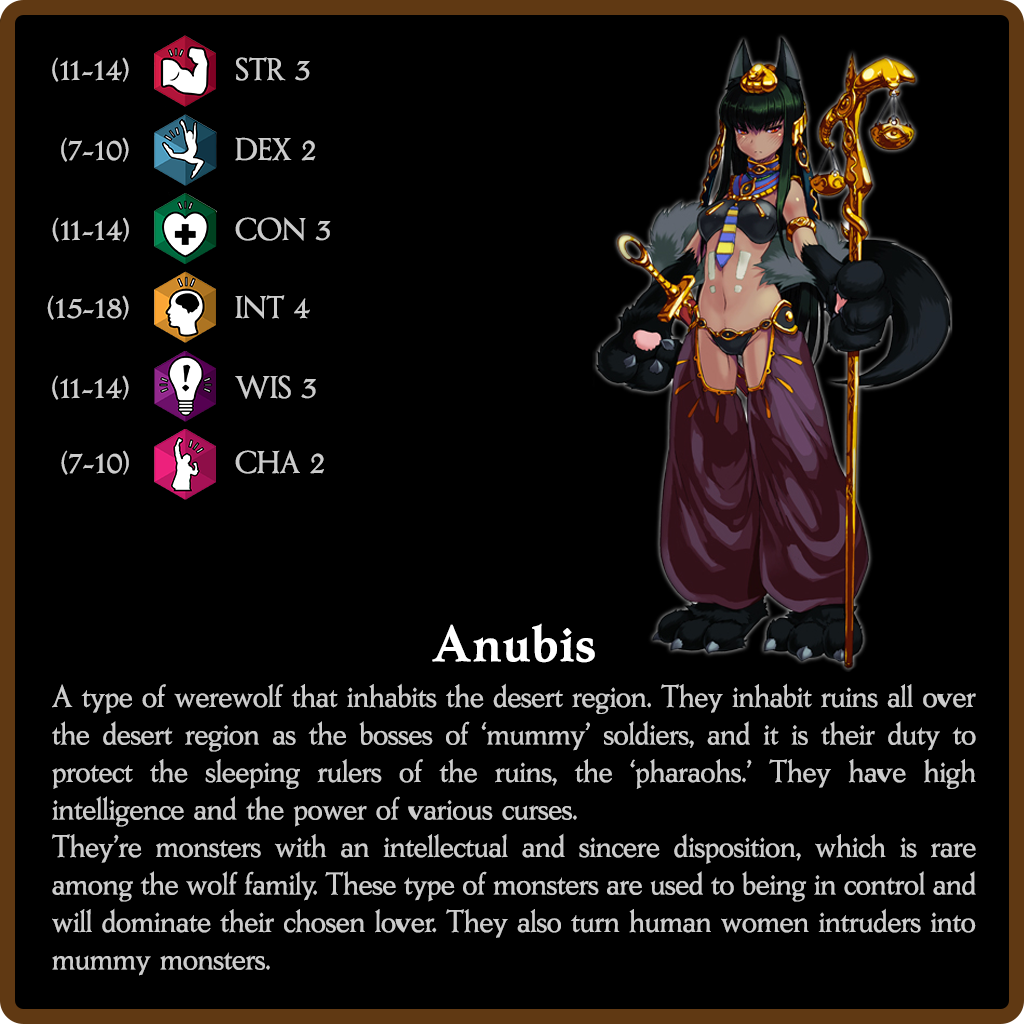 (11-14) STR 3
(7-10) DEX 2
(11-14) CON 3
(15-18) INT 4
(11-14) WIS 3
(7-10) CHA 2
Anubis
A type of werewolf that inhabits the desert region. They inhabit ruins all over
the desert region as the bosses of ‘mummy’ soldiers, and it is their duty to
protect the sleeping rulers of the ruins, the ‘pharaohs.’ They have high
intelligence and the power of various curses.
They’re monsters with an intellectual and sincere disposition, which is rare
among the wolf family. These type of monsters are used to being in control and
will dominate their chosen lover. They also turn human women intruders into
mummy monsters.